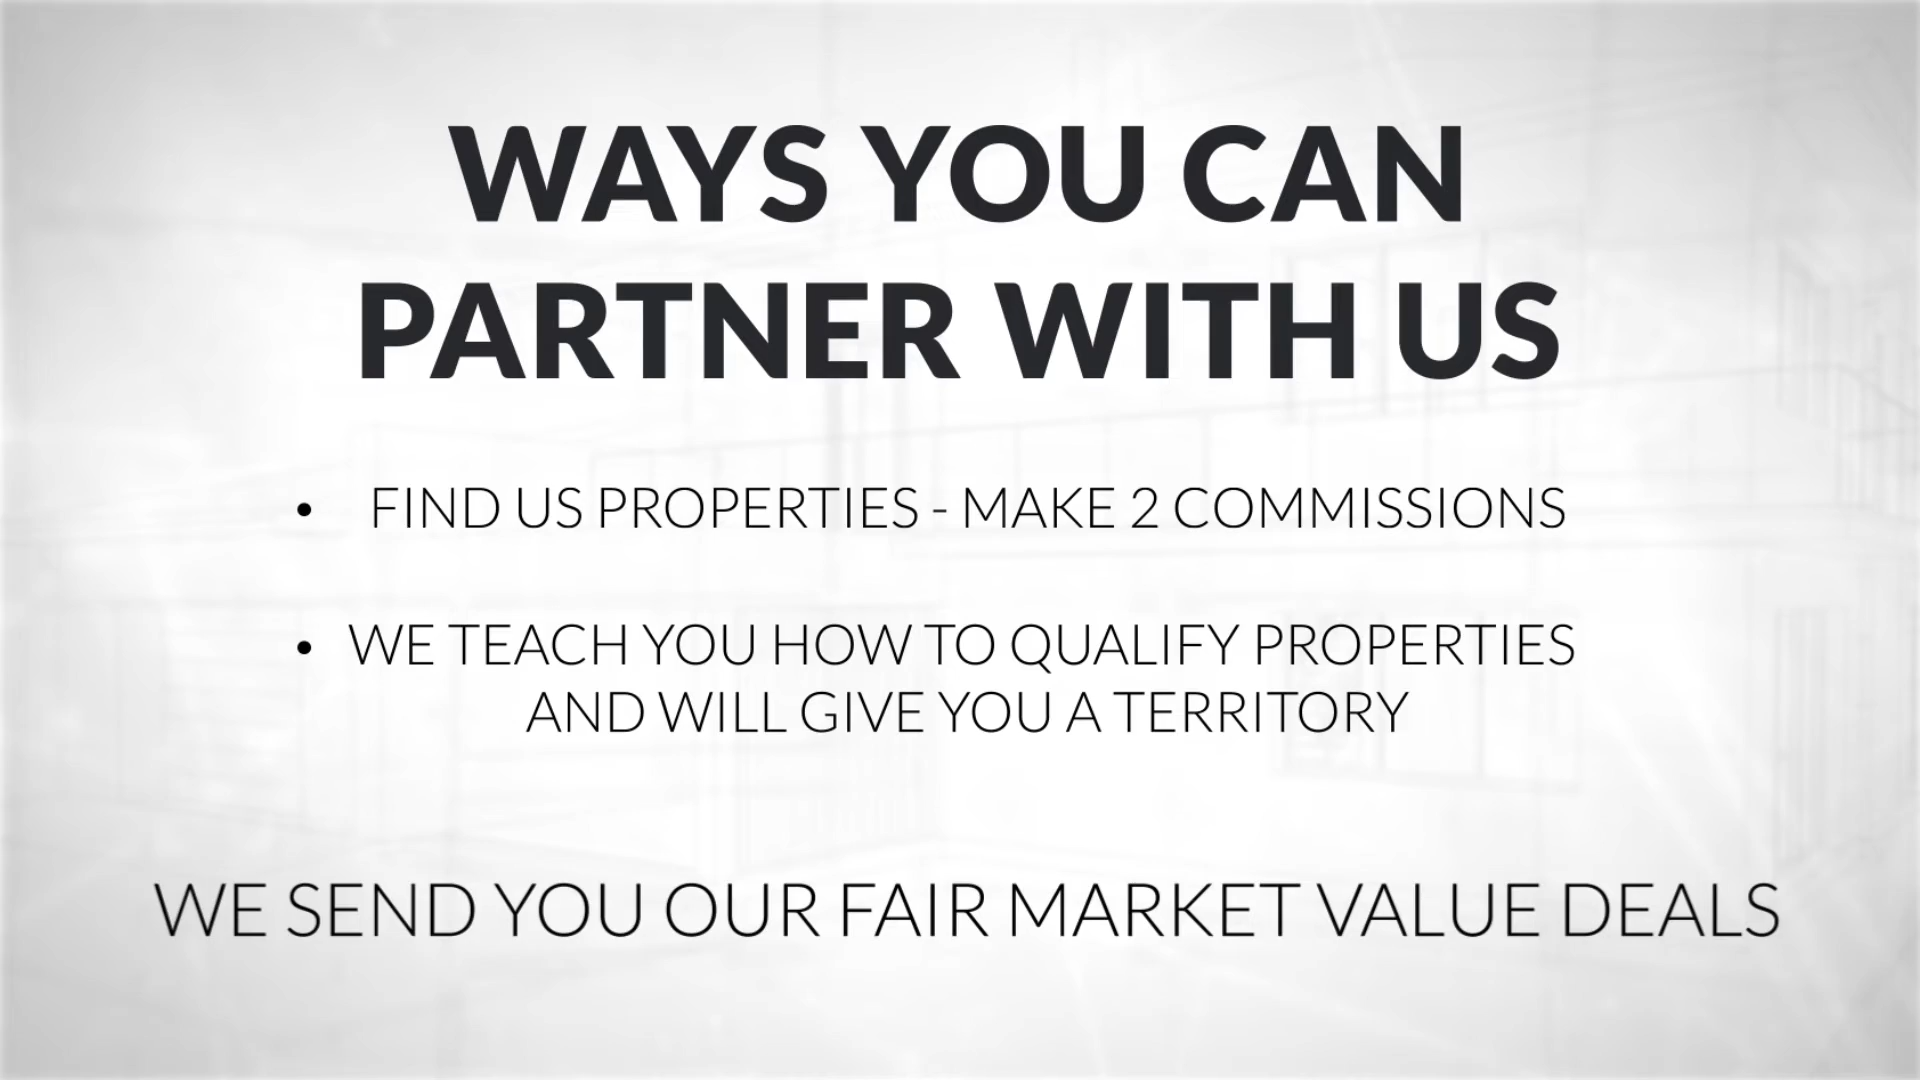 WAYS YOU CAN
PARTNER WITH US
• FIND US PROPERTIES - MAKE 2 COMMISSIONS
• WE TEACH YOU HOW TO QUALIFY PROPERTIES
AND WILL GIVE YOU A TERRITORY
WE SEND YOU OUR FAIR MARKET VALUE DEALS